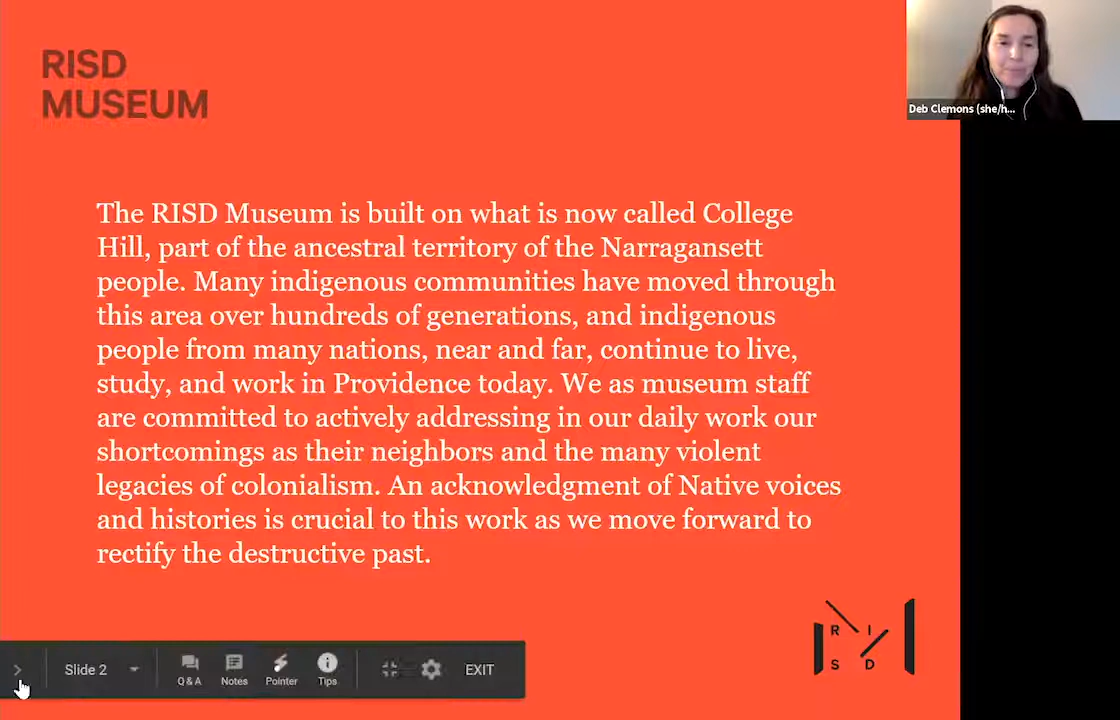 RISD
MUSEUM
Deb Clemons (she/h...
The RISD Museum is built on what is now called College
Hill, part of the ancestral territory of the Narragansett
people. Many indigenous communities have moved through
this area over hundreds of generations, and indigenous
people from many nations, near and far, continue to live,
study, and work in Providence today. We as museum staff
are committed to actively addressing in our daily work our
shortcomings as their neighbors and the many violent
legacies of colonialism. An acknowledgment of Native voices
and histories is crucial to this work as we move forward to
rectify the destructive past.
R I
S D
Slide 2
Q & A
Notes
Pointer
Tips
EXIT